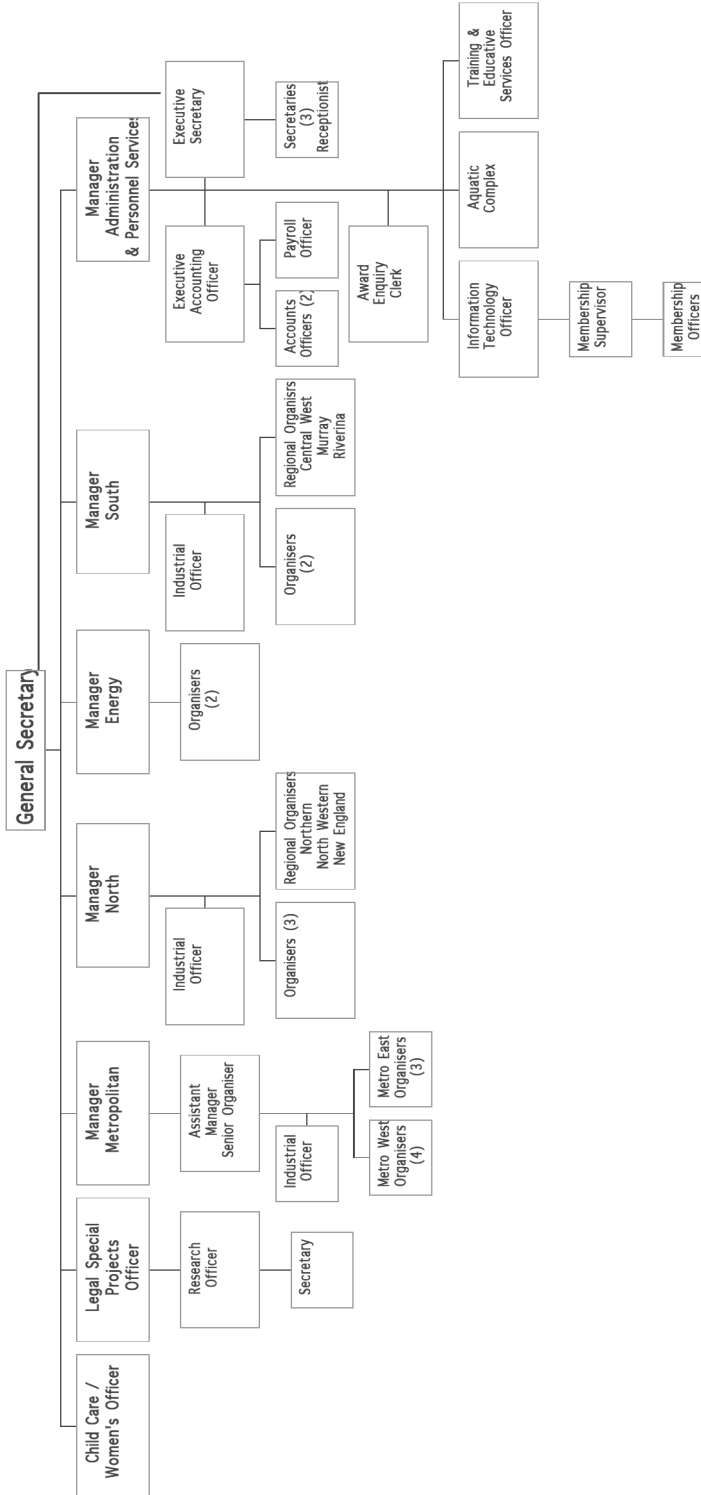 General Secretary
Child Care /
Women's Officer
Legal Special
Projects
Officer
Manager
Metropolitan
Manager
North
Manager
Energy
Manager
South
Manager
Administration
& Personnel Services
Research
Officer
Secretary
Assistant
Manager
Senior Organiser
Industrial
Officer
Metro West
Organisers
(4)
Metro East
Organisers
(3)
Industrial
Officer
Organisers (3)
Regional Organisers
Northern
North Western
New England
Organisers
(2)
Industrial
Officer
Organisers
(2)
Regional Organisrs
Central West
Murray
Riverina
Executive
Accounting
Officer
Executive
Secretary
Accounts
Officers (2)
Payroll
Officer
Secretaries
(3)
Receptionist
Award
Enquiry
Clerk
Information
Technology
Officer
Aquatic
Complex
Training &
Educative
Services Officer
Membership
Supervisor
Membership
Officers